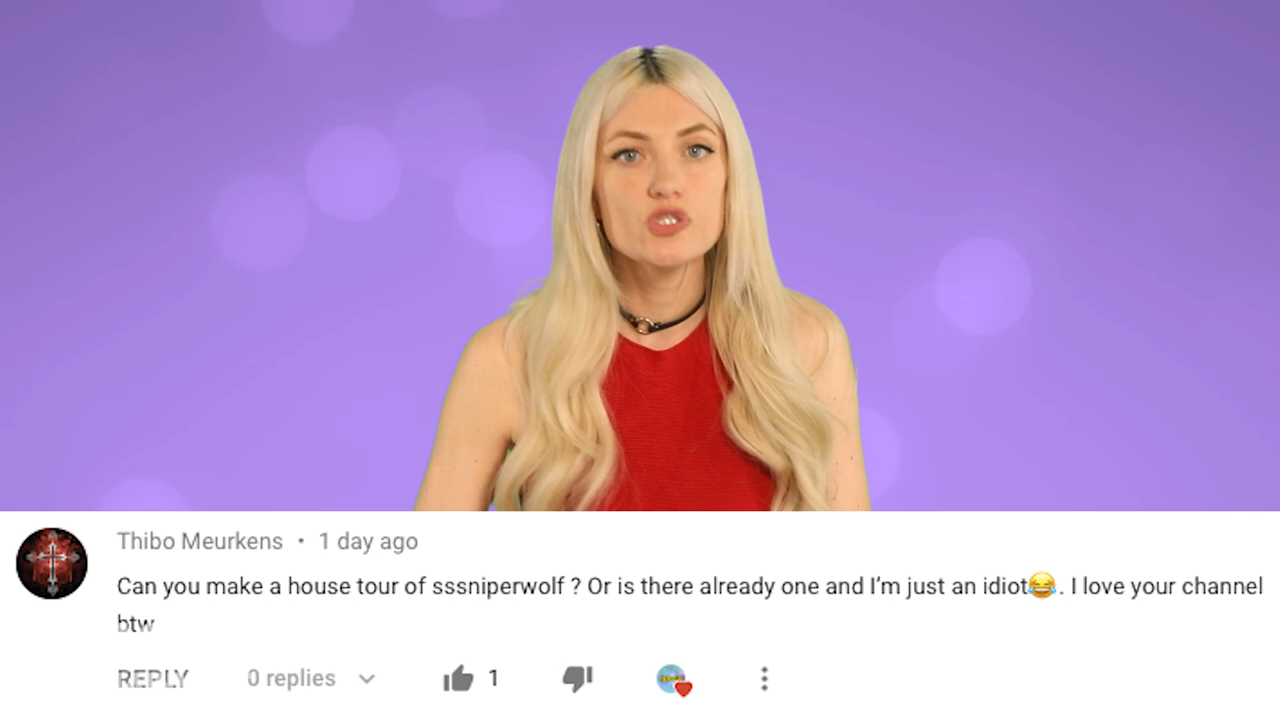 Thibo Meurkens • 1 day ago
Can you make a house tour of sssniperwolf ? Or is there already one and I'm just an idiot😂. I love your channel
btw
REPLY 0 replies 1